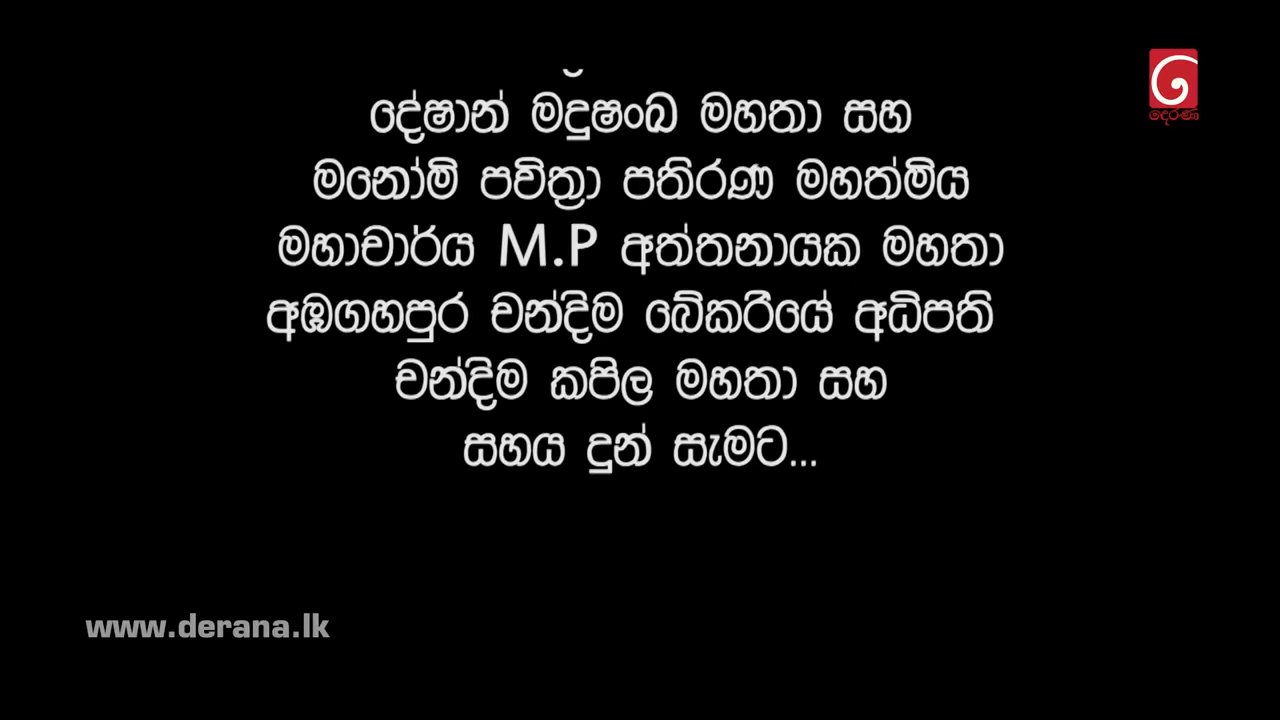 දෙරණ
දේෂාන් මදුෂංඛ මහතා සහ
මනෝමි පවිත්‍රා පතිරණ මහත්මිය
මහාචාර්ය M.P අත්තනායක මහතා
අඹගහපුර චන්දිම බේකරියේ අධිපති
චන්දිම කපිල මහතා සහ
සහය දුන් සැමට...
www.derana.lk